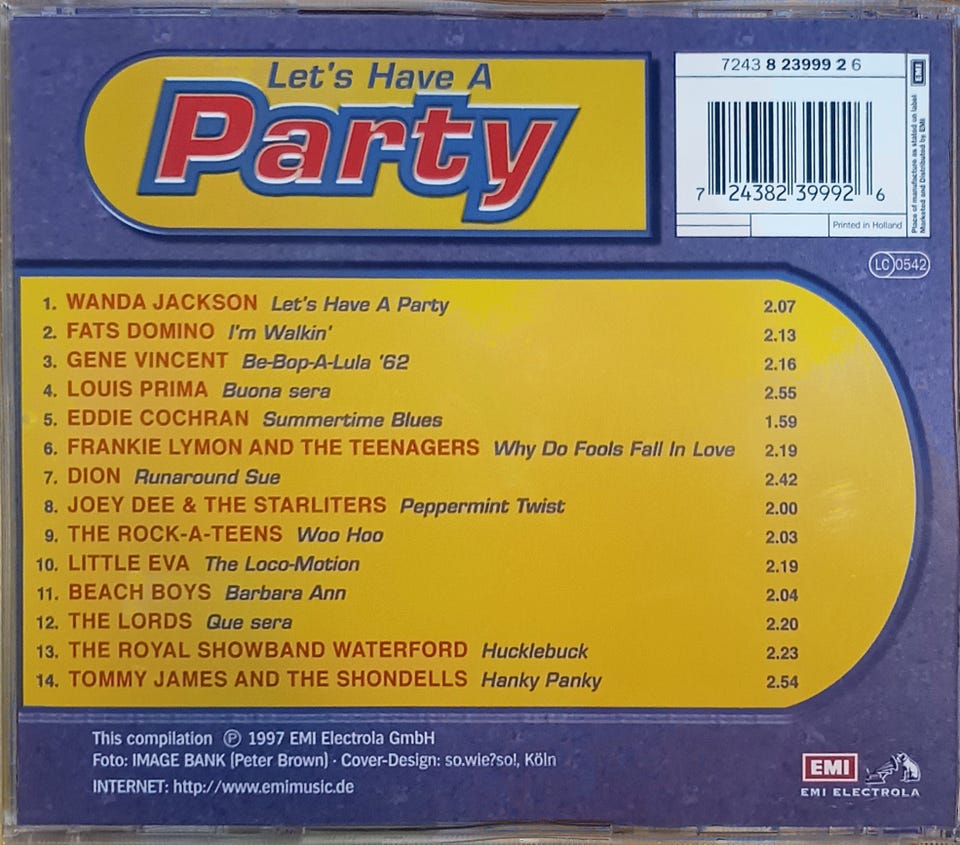 Let's Have A
Party
7243 8 23999 2 6
7 24382 39992 6
Printed in Holland
Place of manufacture as stated on label
Marketed and Distributed by EMI.
EMI
LC 0542
1. WANDA JACKSON Let's Have A Party 2.07
2. FATS DOMINO I'm Walkin' 2.13
3. GENE VINCENT Be-Bop-A-Lula '62 2.16
4. LOUIS PRIMA Buona sera 2.55
5. EDDIE COCHRAN Summertime Blues 1.59
6. FRANKIE LYMON AND THE TEENAGERS Why Do Fools Fall In Love 2.19
7. DION Runaround Sue 2.42
8. JOEY DEE & THE STARLITERS Peppermint Twist 2.00
9. THE ROCK-A-TEENS Woo Hoo 2.03
10. LITTLE EVA The Loco-Motion 2.19
11. BEACH BOYS Barbara Ann 2.04
12. THE LORDS Que sera 2.20
13. THE ROYAL SHOWBAND WATERFORD Hucklebuck 2.23
14. TOMMY JAMES AND THE SHONDELLS Hanky Panky 2.54
This compilation ℗ 1997 EMI Electrola GmbH
Foto: IMAGE BANK (Peter Brown) · Cover-Design: so.wie?so!, Köln
INTERNET: http://www.emimusic.de
EMI
EMI ELECTROLA